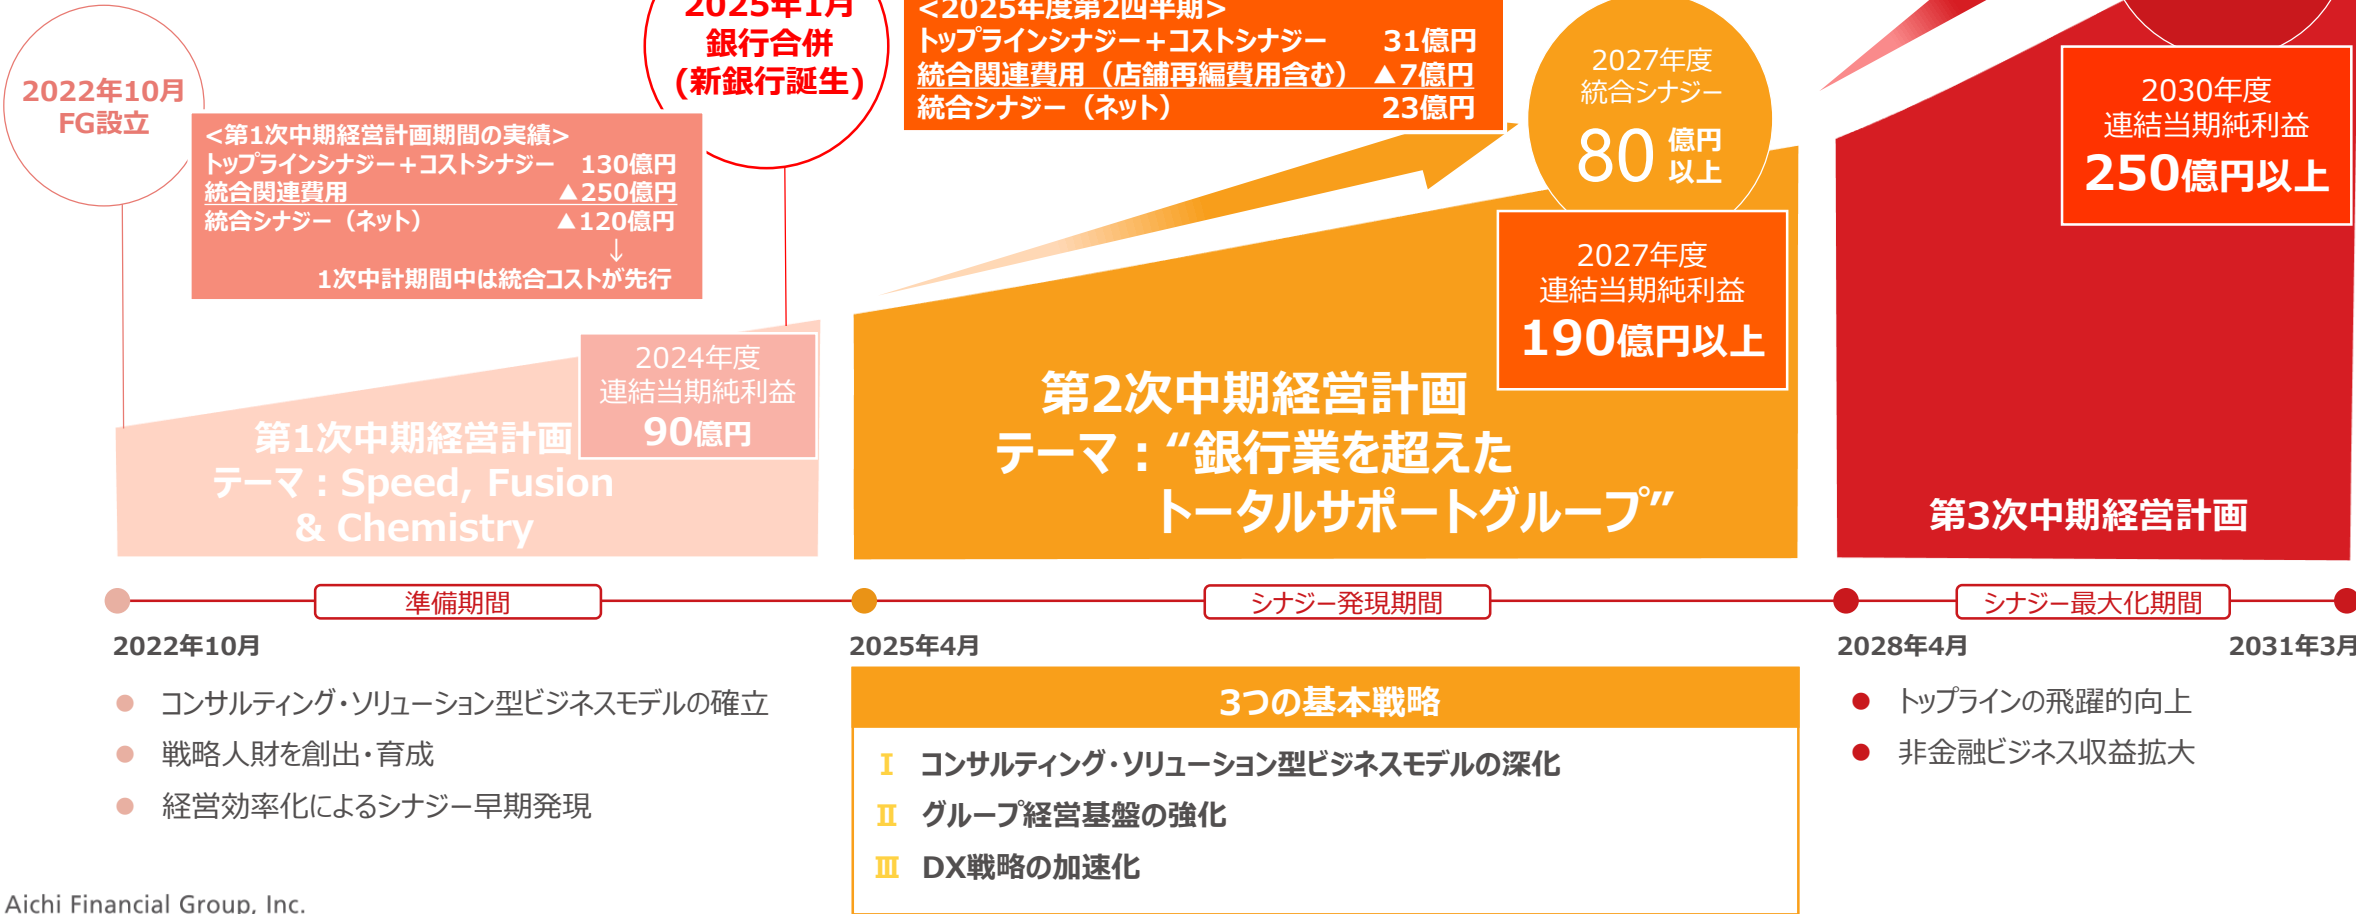 2022年10月
FG設立
2025年1月
銀行合併
(新銀行誕生)
<第1次中期経営計画期間の実績>
トップラインシナジー＋コストシナジー 130億円
統合関連費用 ▲250億円
統合シナジー（ネット） ▲120億円
↓
1次中計期間中は統合コストが先行
2024年度
連結当期純利益
90億円
第1次中期経営計画
テーマ：Speed, Fusion
& Chemistry
<2025年度第2四半期>
トップラインシナジー＋コストシナジー 31億円
統合関連費用（店舗再編費用含む） ▲7億円
統合シナジー（ネット） 23億円
2027年度
統合シナジー
80億円以上
2027年度
連結当期純利益
190億円以上
第2次中期経営計画
テーマ：“銀行業を超えた
トータルサポートグループ”
2030年度
連結当期純利益
250億円以上
第3次中期経営計画
準備期間
シナジー発現期間
シナジー最大化期間
2022年10月
2025年4月
2028年4月
2031年3月
● コンサルティング・ソリューション型ビジネスモデルの確立
● 戦略人財を創出・育成
● 経営効率化によるシナジー早期発現
3つの基本戦略
Ⅰ コンサルティング・ソリューション型ビジネスモデルの深化
Ⅱ グループ経営基盤の強化
Ⅲ DX戦略の加速化
● トップラインの飛躍的向上
● 非金融ビジネス収益拡大
Aichi Financial Group, Inc.